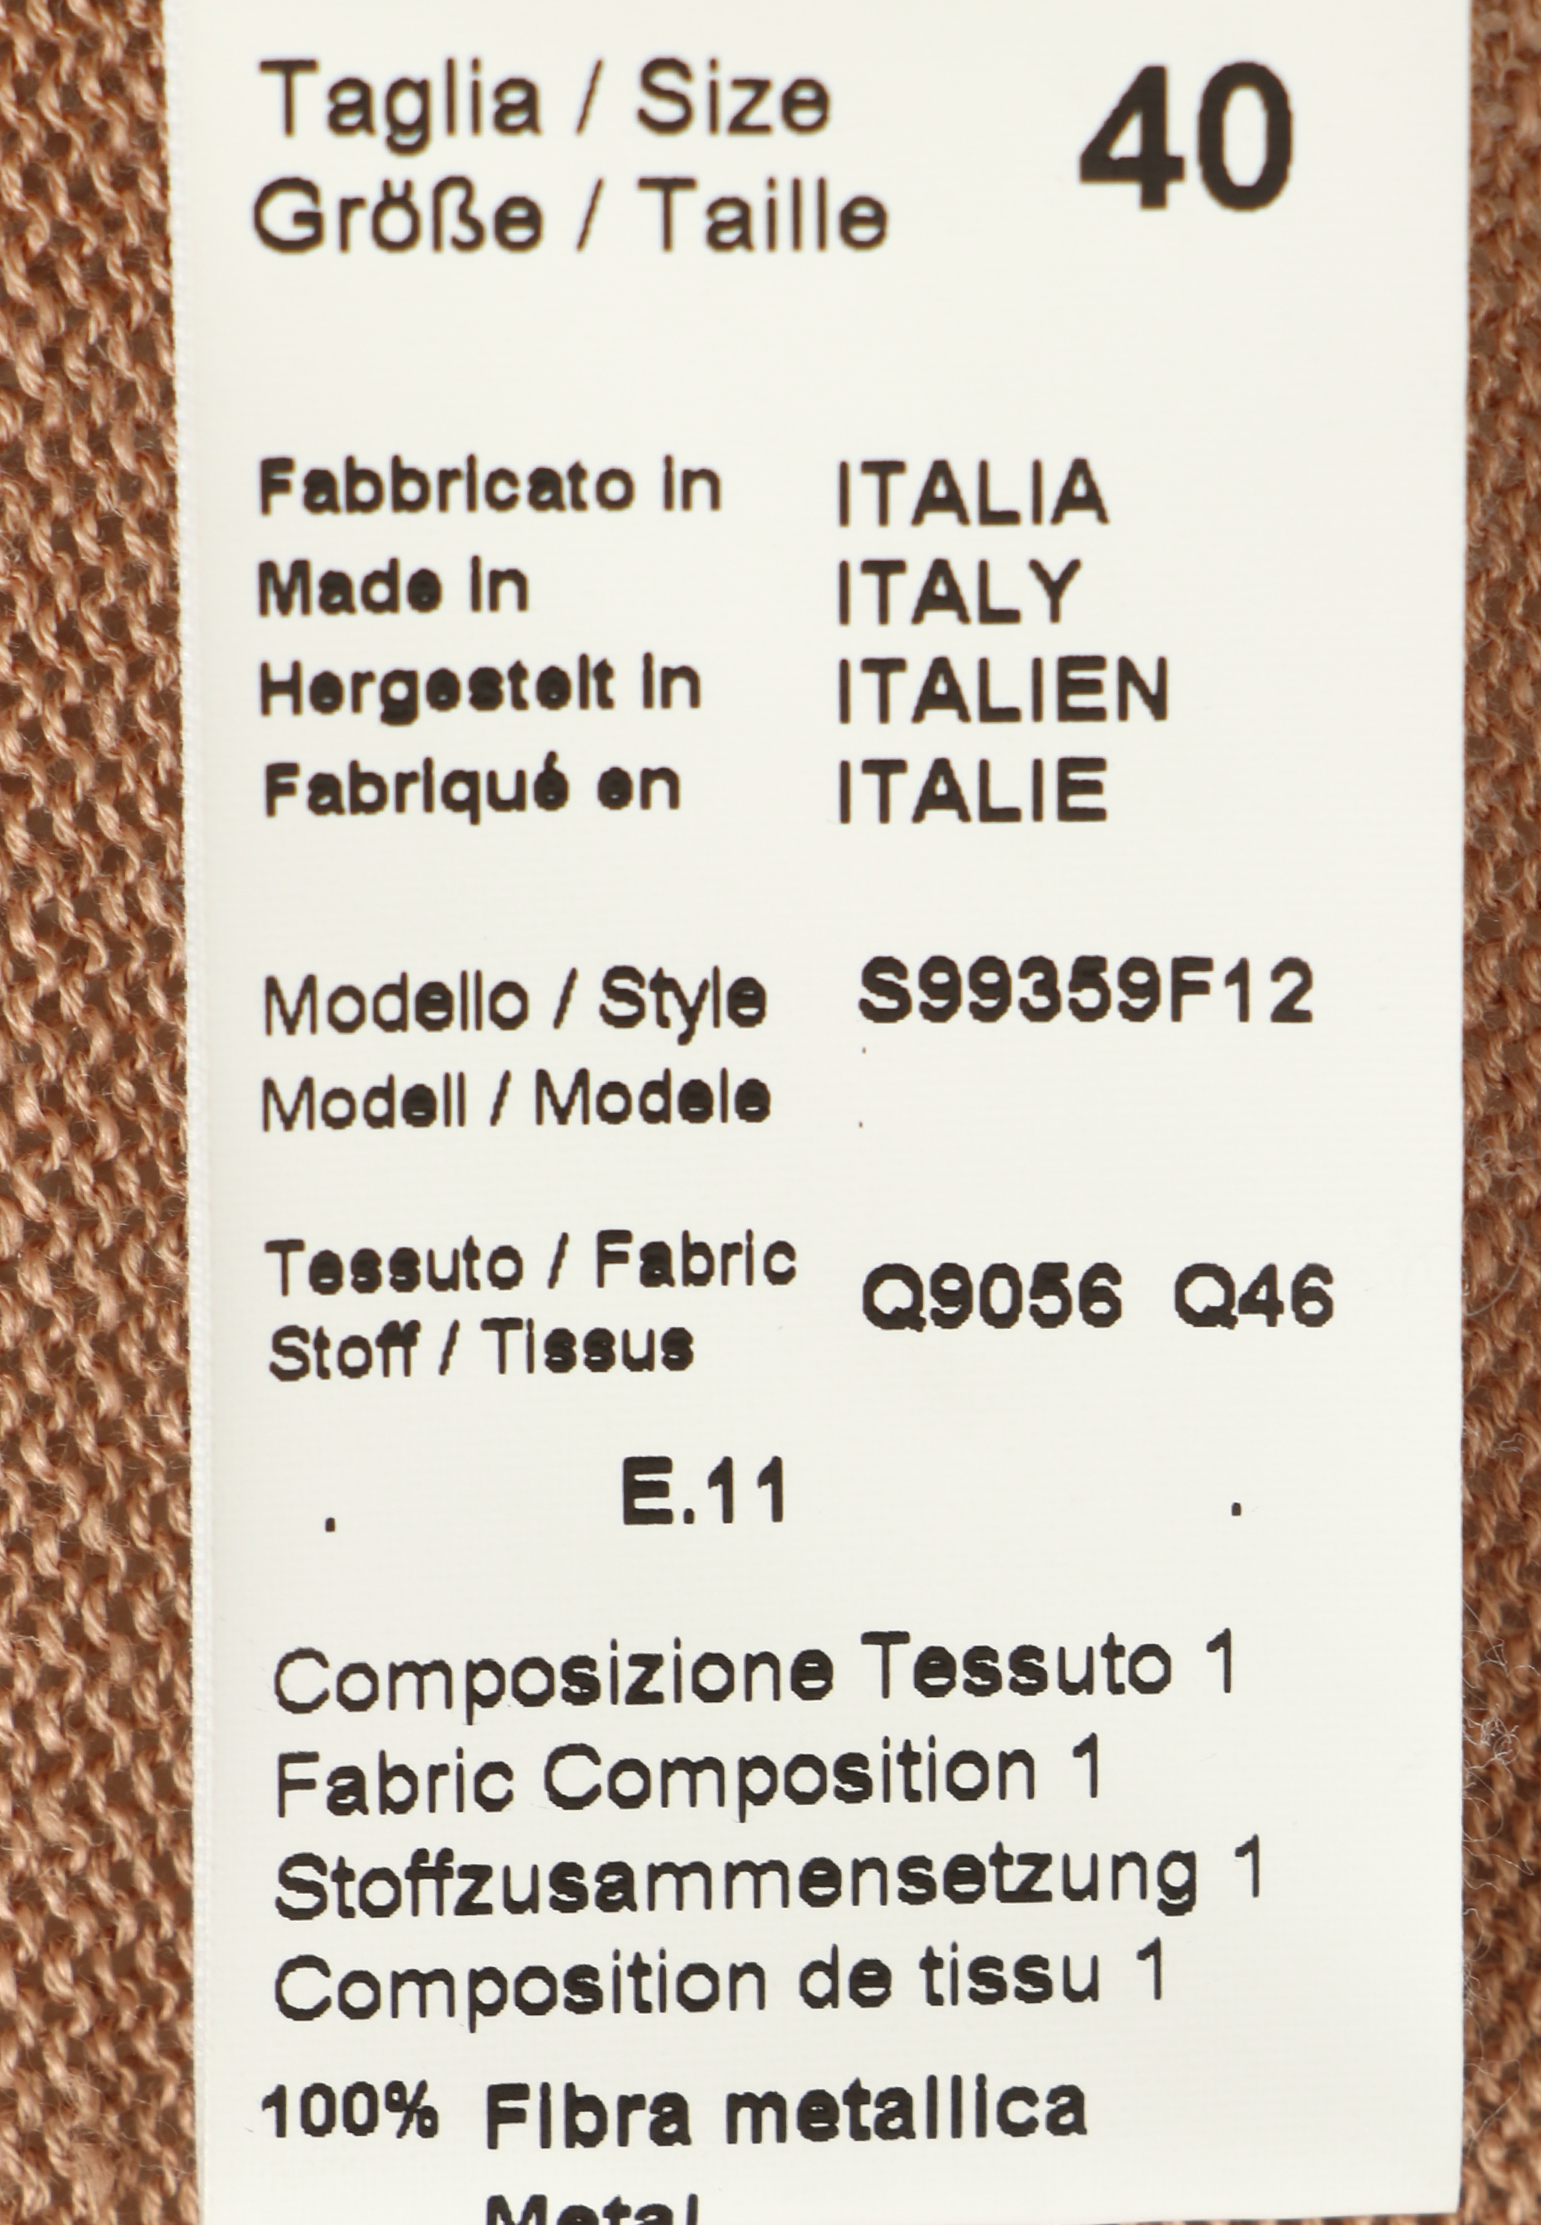 Taglia / Size 40
Größe / Taille
Fabbricato in ITALIA
Made in ITALY
Hergestelt in ITALIEN
Fabriqué en ITALIE
Modello / Style S99359F12
Modell / Modele
Tessuto / Fabric Q9056 Q46
Stoff / Tissus
. E.11 .
Composizione Tessuto 1
Fabric Composition 1
Stoffzusammensetzung 1
Composition de tissu 1
100% Fibra metallica
Metal